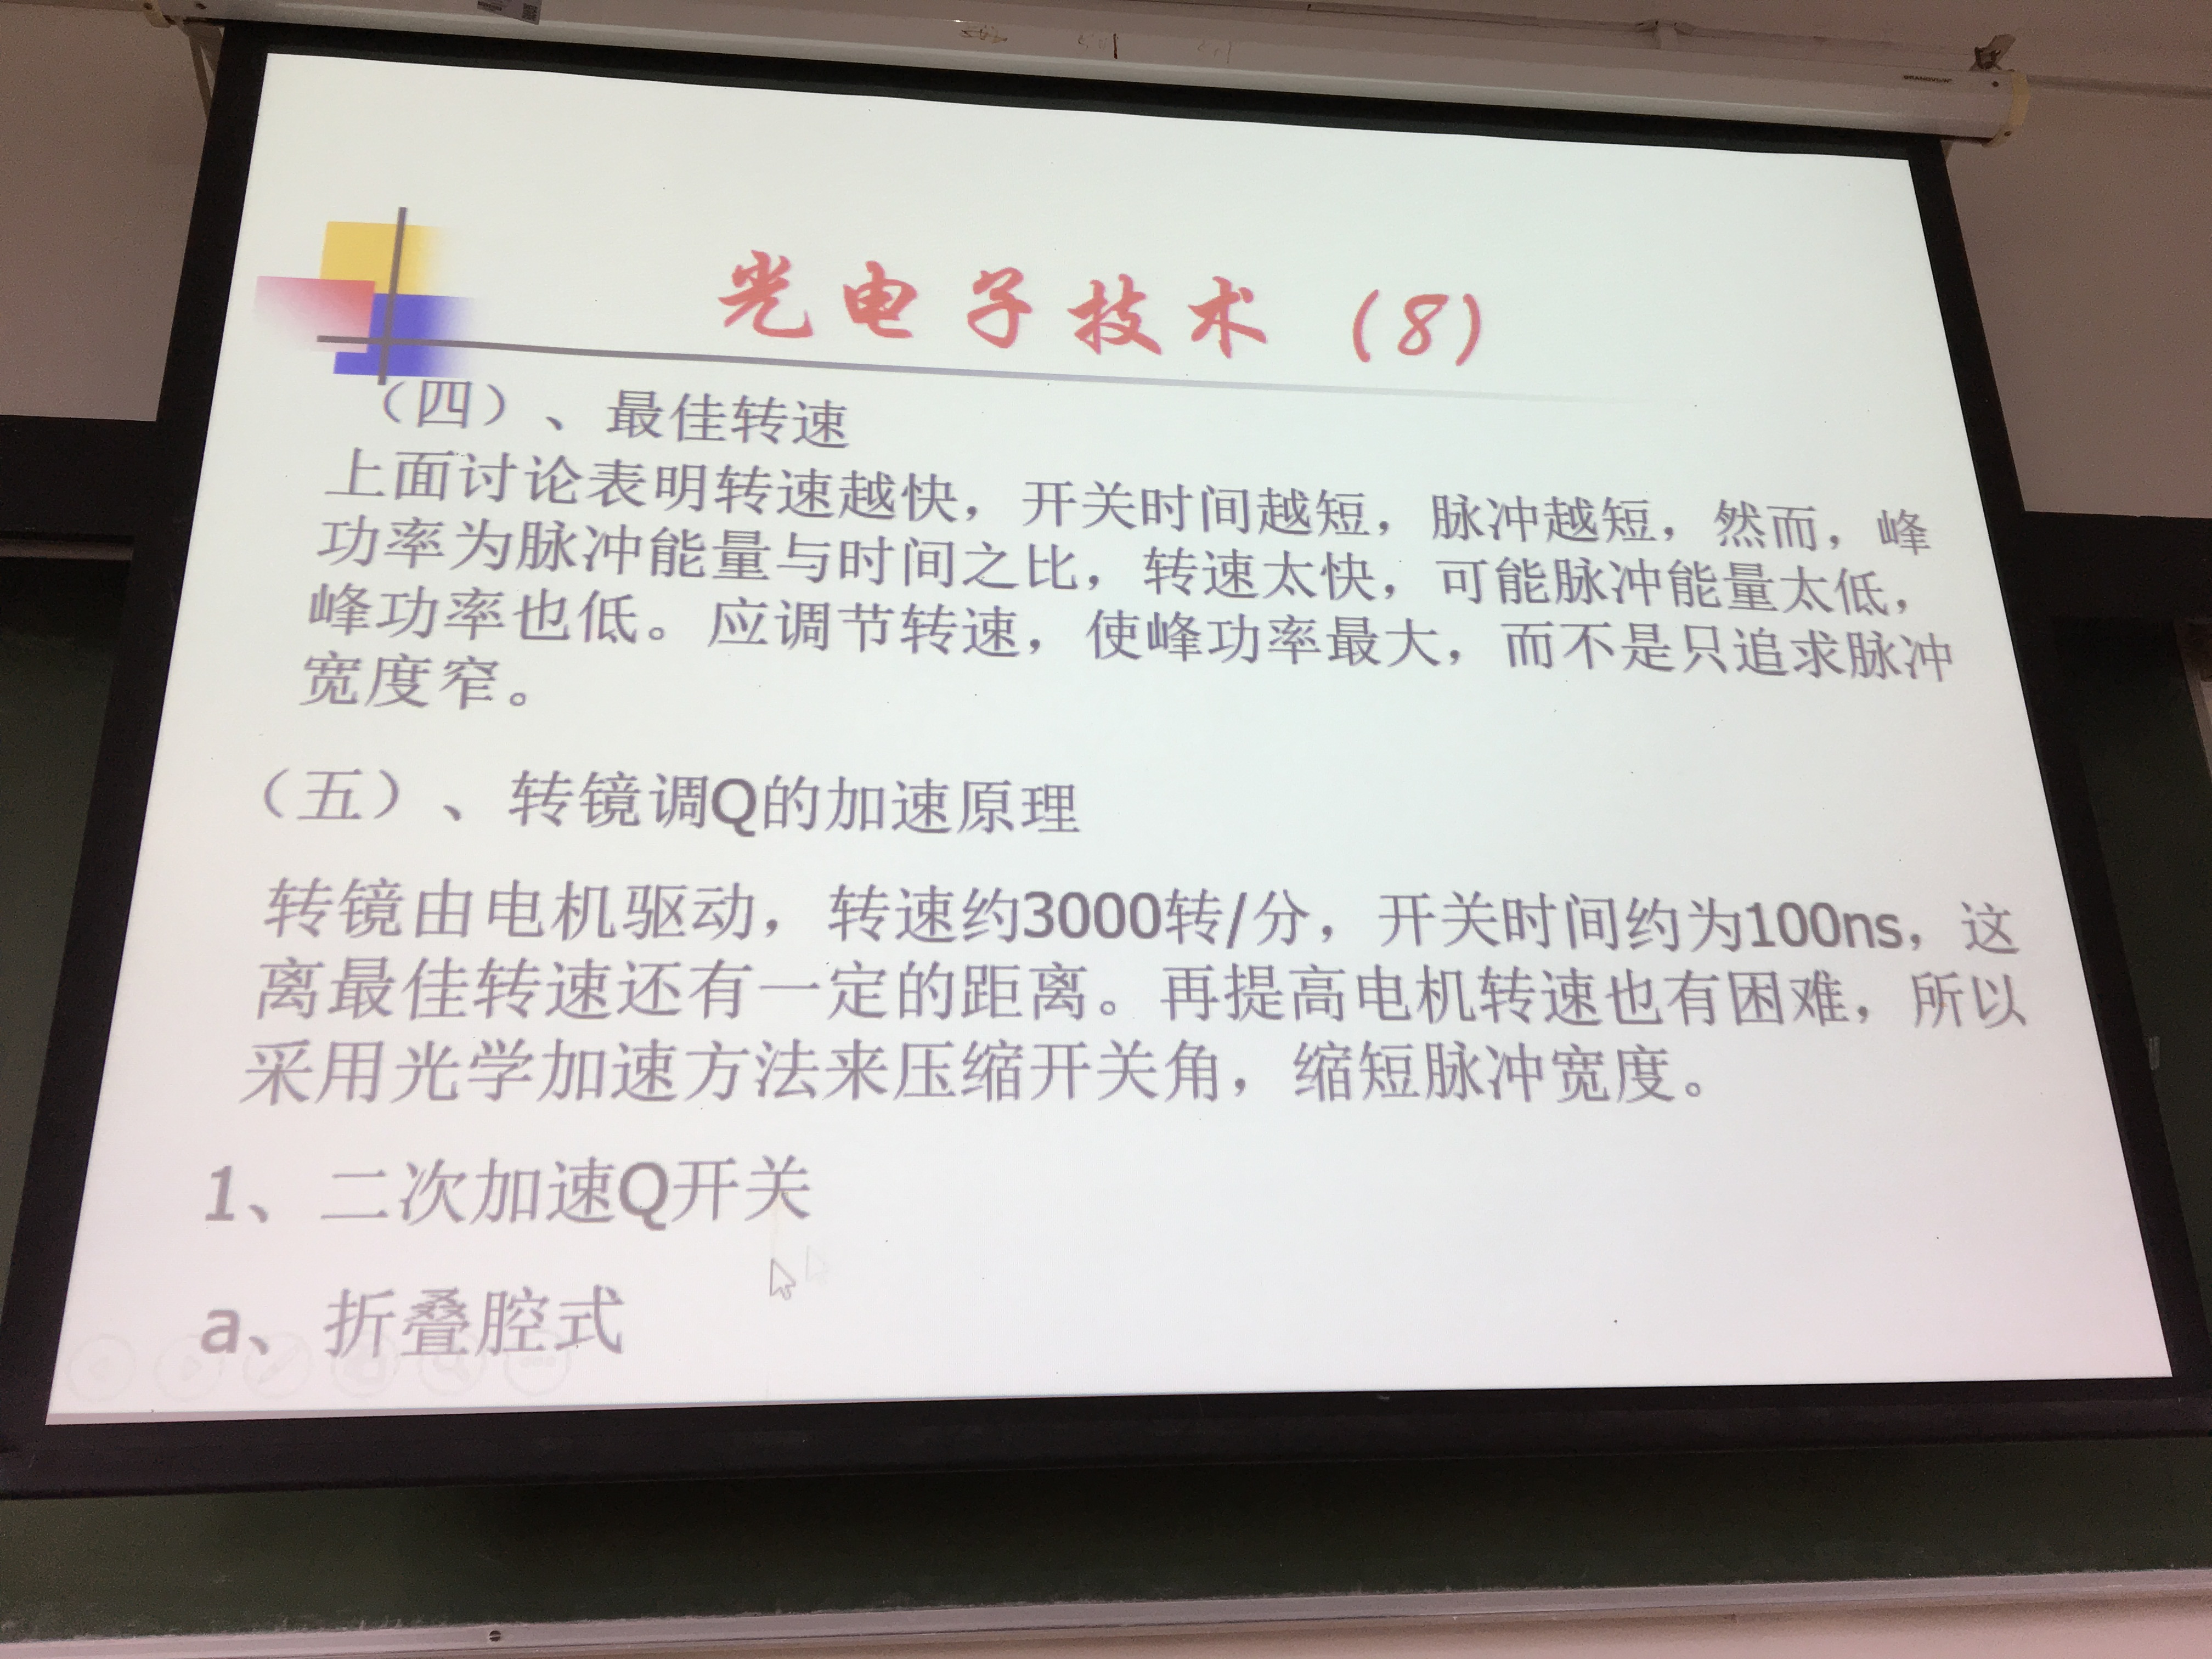 光电子技术（8）
（四）、最佳转速
上面讨论表明转速越快，开关时间越短，脉冲越短，然而，峰
功率为脉冲能量与时间之比，转速太快，可能脉冲能量太低，
峰功率也低。应调节转速，使峰功率最大，而不是只追求脉冲
宽度窄。
（五）、转镜调Q的加速原理
转镜由电机驱动，转速约3000转/分，开关时间约为100ns，这
离最佳转速还有一定的距离。再提高电机转速也有困难，所以
采用光学加速方法来压缩开关角，缩短脉冲宽度。
1、二次加速Q开关
a、折叠腔式